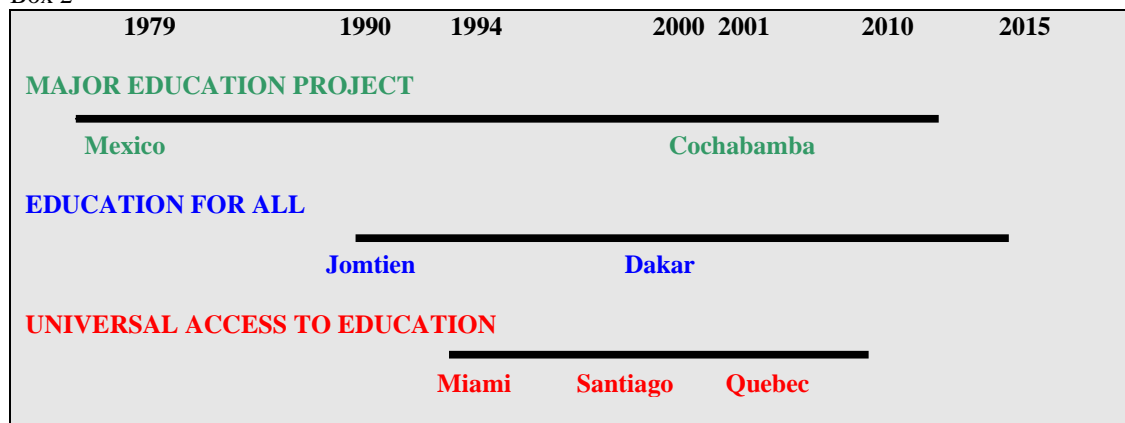 Box 2
1979 1990 1994 2000 2001 2010 2015
MAJOR EDUCATION PROJECT
Mexico Cochabamba
EDUCATION FOR ALL
Jomtien Dakar
UNIVERSAL ACCESS TO EDUCATION
Miami Santiago Quebec